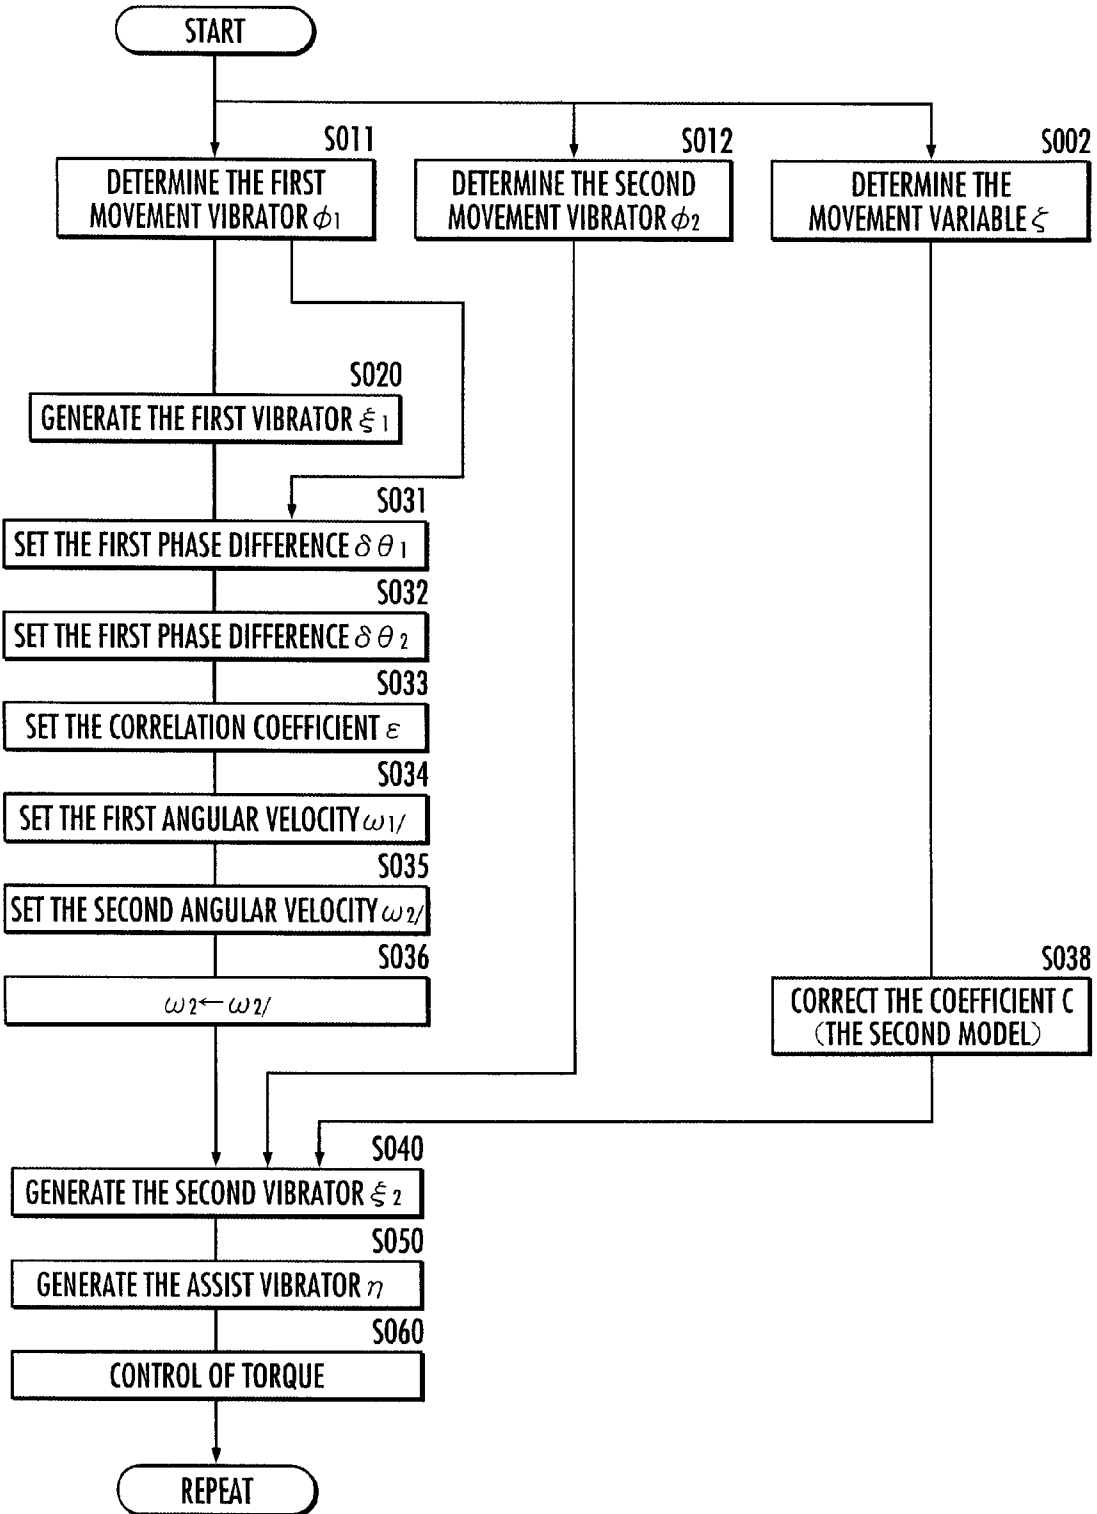 START
S011
DETERMINE THE FIRST
MOVEMENT VIBRATOR ϕ1
S012
DETERMINE THE SECOND
MOVEMENT VIBRATOR ϕ2
S002
DETERMINE THE
MOVEMENT VARIABLE ζ
S020
GENERATE THE FIRST VIBRATOR ξ1
S031
SET THE FIRST PHASE DIFFERENCE δθ1
S032
SET THE FIRST PHASE DIFFERENCE δθ2
S033
SET THE CORRELATION COEFFICIENT ε
S034
SET THE FIRST ANGULAR VELOCITY ω1/
S035
SET THE SECOND ANGULAR VELOCITY ω2/
S036
ω2←ω2/
S038
CORRECT THE COEFFICIENT C
(THE SECOND MODEL)
S040
GENERATE THE SECOND VIBRATOR ξ2
S050
GENERATE THE ASSIST VIBRATOR η
S060
CONTROL OF TORQUE
REPEAT